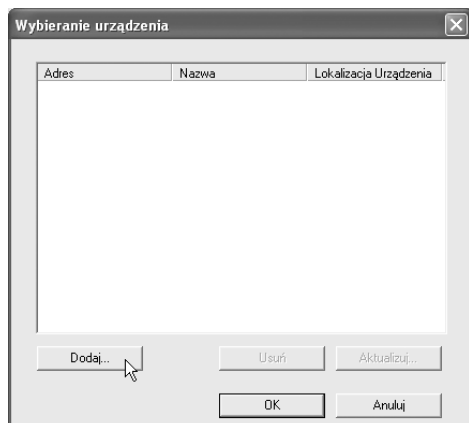 Wybieranie urządzenia
Adres Nazwa Lokalizacja Urządzenia
Dodaj... Usuń Aktualizuj...
OK Anuluj